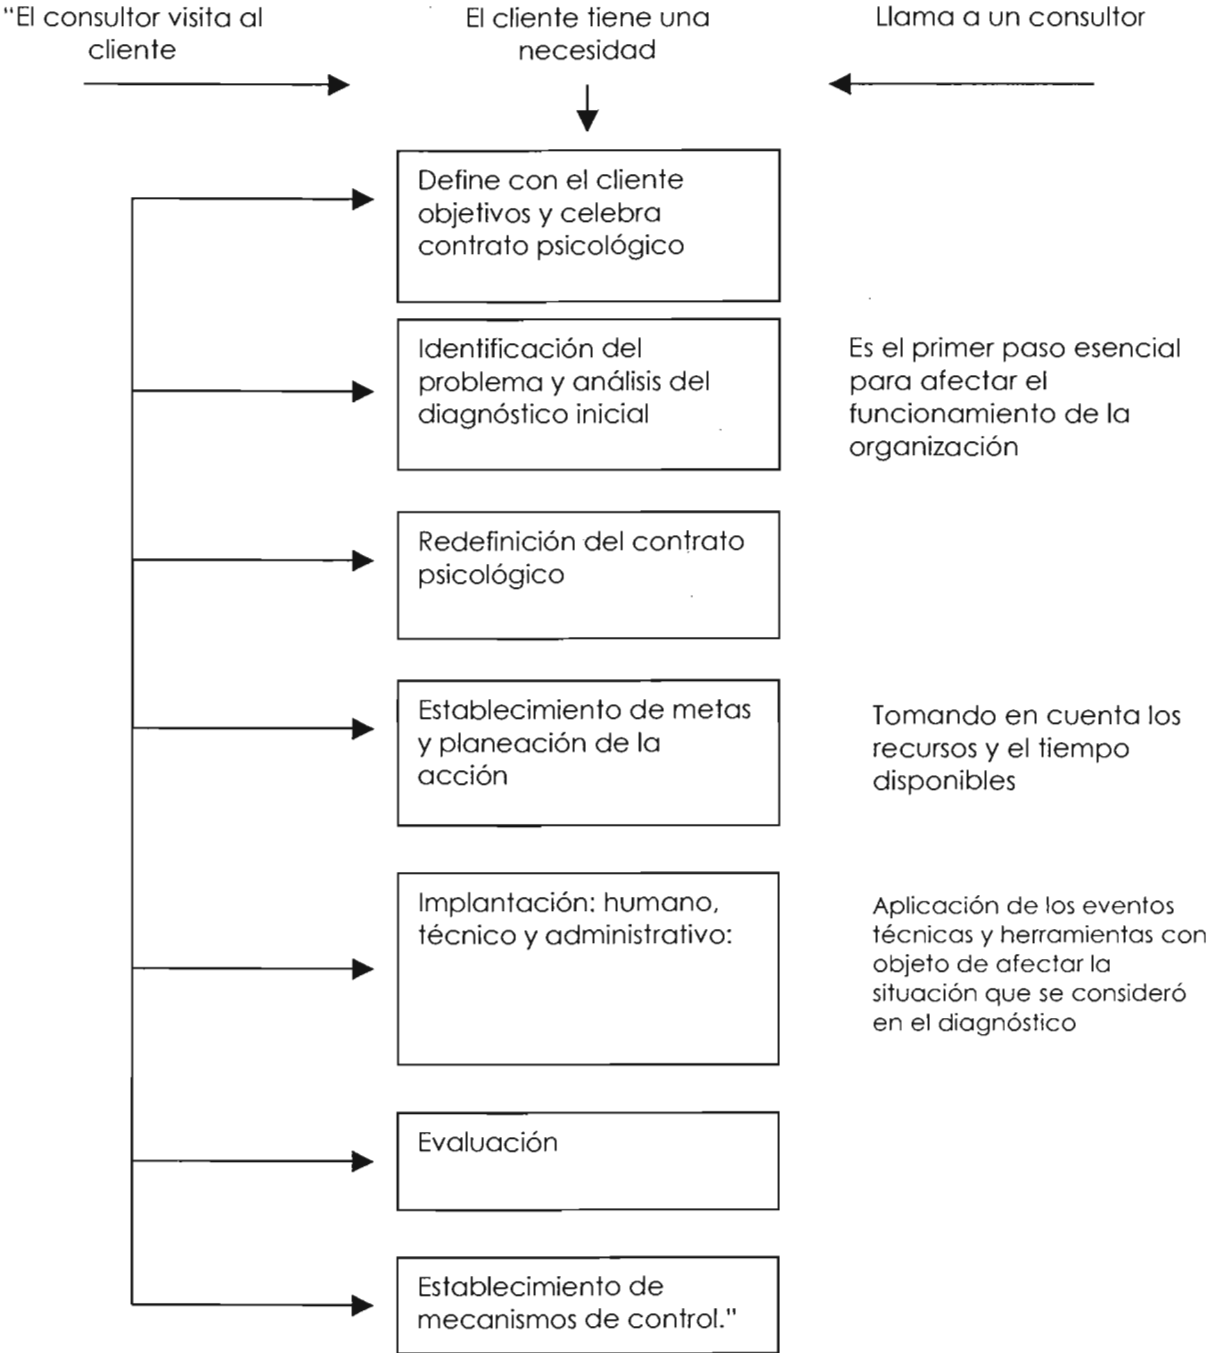 "El consultor visita al
cliente
El cliente tiene una
necesidad
Llama a un consultor
Define con el cliente
objetivos y celebra
contrato psicológico
Identificación del
problema y análisis del
diagnóstico inicial
Es el primer paso esencial
para afectar el
funcionamiento de la
organización
Redefinición del contrato
psicológico
Establecimiento de metas
y planeación de la
acción
Tomando en cuenta los
recursos y el tiempo
disponibles
Implantación: humano,
técnico y administrativo:
Aplicación de los eventos
técnicas y herramientas con
objeto de afectar la
situación que se consideró
en el diagnóstico
Evaluación
Establecimiento de
mecanismos de control."